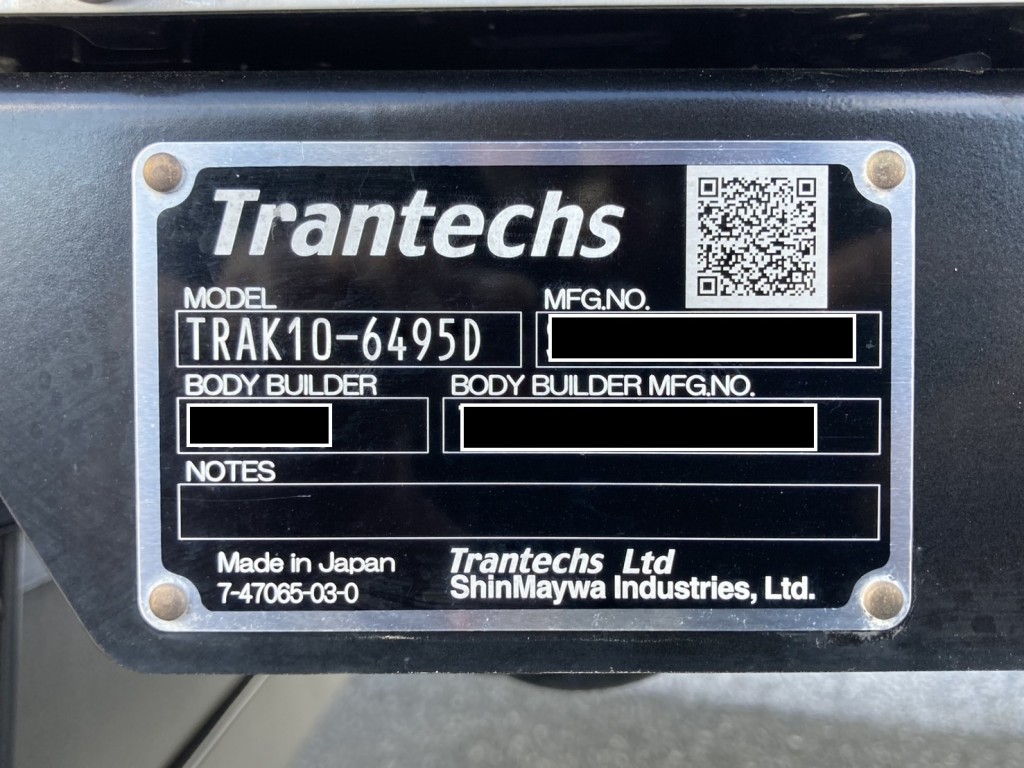 Trantechs
MODEL
MFG.NO.
TRAK10-6495D
BODY BUILDER
BODY BUILDER MFG.NO.
NOTES
Made in Japan
Trantechs Ltd
7-47065-03-0
ShinMaywa Industries, Ltd.